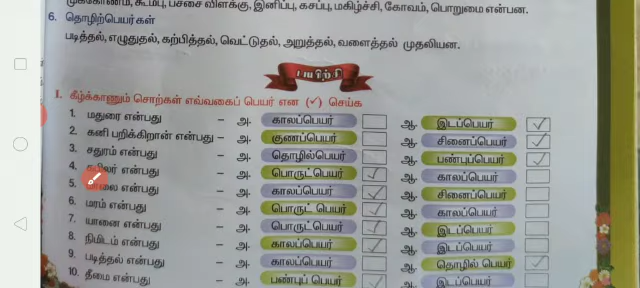 முக்கோணம், கூம்பு, பச்சை விளக்கு, இனிப்பு, கசப்பு, மகிழ்ச்சி, கோவம், பொறுமை என்பன.
6. தொழிற்பெயர்கள்
படித்தல், எழுதுதல், கற்பித்தல், வெட்டுதல், அறுத்தல், வளைத்தல் முதலியன.
பயிற்சி
I. கீழ்க்காணும் சொற்கள் எவ்வகைப் பெயர் என (✓) செய்க
1. மதுரை என்பது – அ. காலப்பெயர் ஆ. இடப்பெயர் ✓
2. கனி பறிக்கிறான் என்பது – அ. குணப்பெயர் ஆ. சினைப்பெயர் ✓
3. சதுரம் என்பது – அ. தொழில்பெயர் ஆ. பண்புப்பெயர் ✓
4. என்பது – அ. பொருட்பெயர் ✓ ஆ. காலப்பெயர்
5. என்பது – அ. காலப்பெயர் ✓ ஆ. சினைப்பெயர்
6. மரம் என்பது – அ. பொருட் பெயர் ✓ ஆ. காலப்பெயர்
7. யானை என்பது – அ. பொருட்பெயர் ✓ ஆ. இடப்பெயர்
8. நிமிடம் என்பது – அ. காலப்பெயர் ✓ ஆ. இடப்பெயர்
9. படித்தல் என்பது – அ. காலப்பெயர் ஆ. தொழில் பெயர் ✓
10. தீமை என்பது – அ. பண்புப் பெயர் ✓ ஆ. இடப்பெயர்